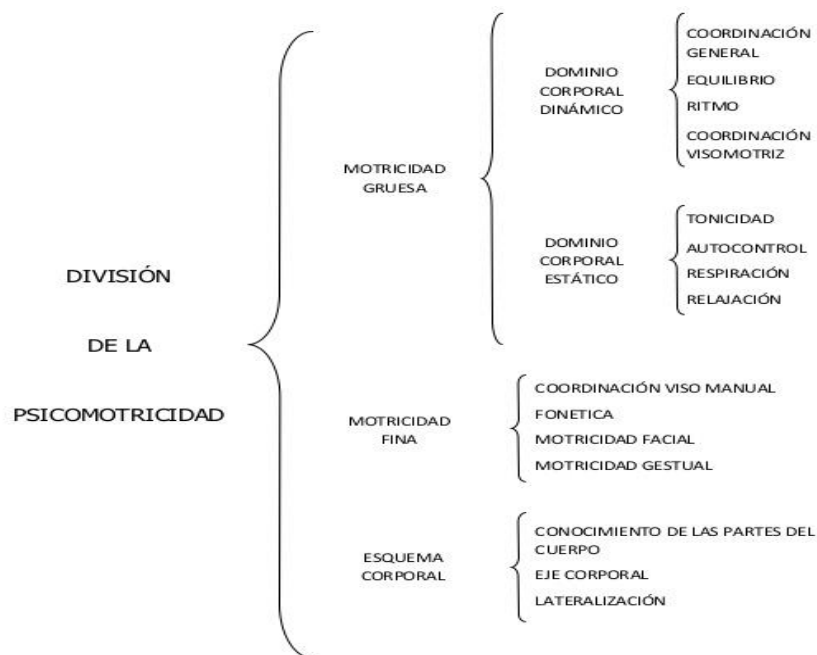 DIVISIÓN
DE LA
PSICOMOTRICIDAD
MOTRICIDAD
GRUESA
DOMINIO
CORPORAL
DINÁMICO
COORDINACIÓN
GENERAL
EQUILIBRIO
RITMO
COORDINACIÓN
VISOMOTRIZ
DOMINIO
CORPORAL
ESTÁTICO
TONICIDAD
AUTOCONTROL
RESPIRACIÓN
RELAJACIÓN
MOTRICIDAD
FINA
COORDINACIÓN VISO MANUAL
FONETICA
MOTRICIDAD FACIAL
MOTRICIDAD GESTUAL
ESQUEMA
CORPORAL
CONOCIMIENTO DE LAS PARTES DEL
CUERPO
EJE CORPORAL
LATERALIZACIÓN